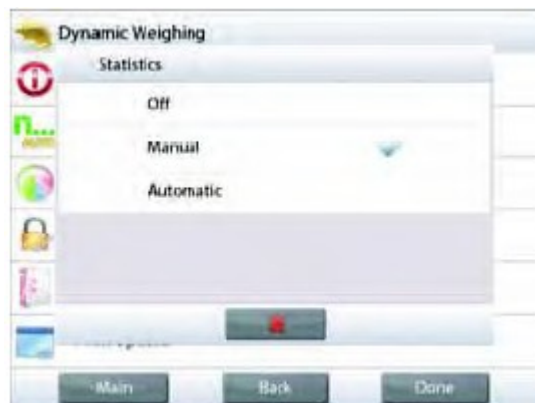 Dynamic Weighing
Statistics
Off
Manual
Automatic
Main
Back
Done